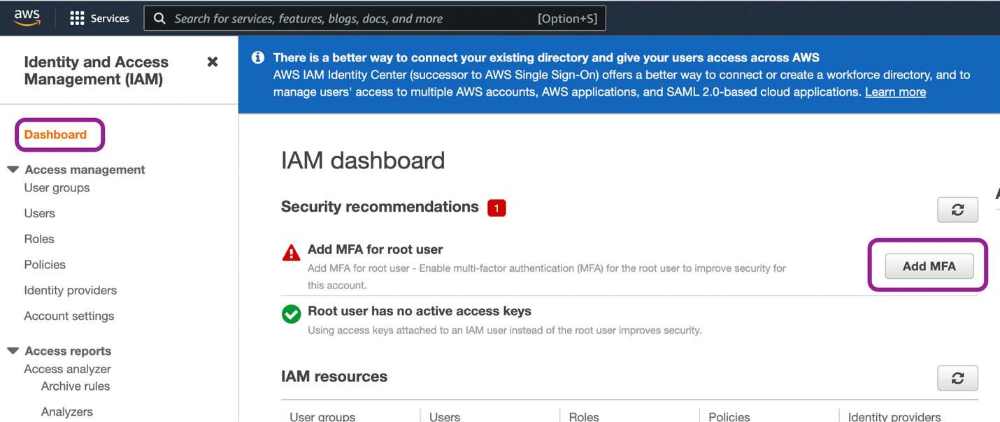 aws
Services
Search for services, features, blogs, docs, and more [Option+S]
Identity and Access
Management (IAM)
Dashboard
Access management
User groups
Users
Roles
Policies
Identity providers
Account settings
Access reports
Access analyzer
Archive rules
Analyzers
There is a better way to connect your existing directory and give your users access across AWS
AWS IAM Identity Center (successor to AWS Single Sign-On) offers a better way to connect or create a workforce directory, and to
manage users' access to multiple AWS accounts, AWS applications, and SAML 2.0-based cloud applications. Learn more
IAM dashboard
Security recommendations 1
Add MFA for root user
Add MFA for root user - Enable multi-factor authentication (MFA) for the root user to improve security for
this account.
Add MFA
Root user has no active access keys
Using access keys attached to an IAM user instead of the root user improves security.
IAM resources
User groups Users Roles Policies Identity providers